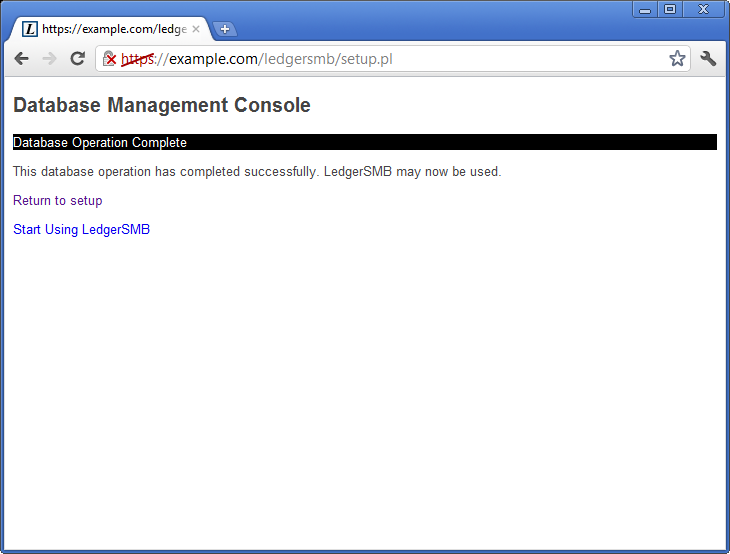 L https://example.com/ledge
https://example.com/ledgersmb/setup.pl
Database Management Console
Database Operation Complete
This database operation has completed successfully. LedgerSMB may now be used.
Return to setup
Start Using LedgerSMB